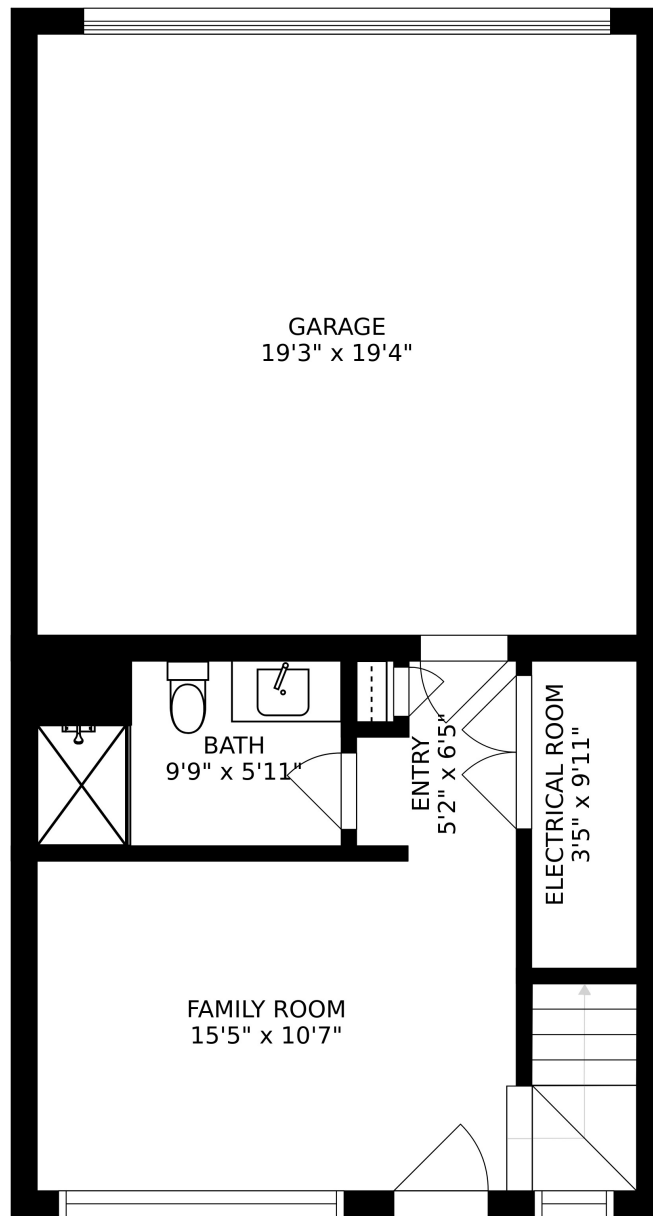 GARAGE
19'3" x 19'4"
BATH
9'9" x 5'11"
ENTRY
5'2" x 6'5"
ELECTRICAL ROOM
3'5" x 9'11"
FAMILY ROOM
15'5" x 10'7"